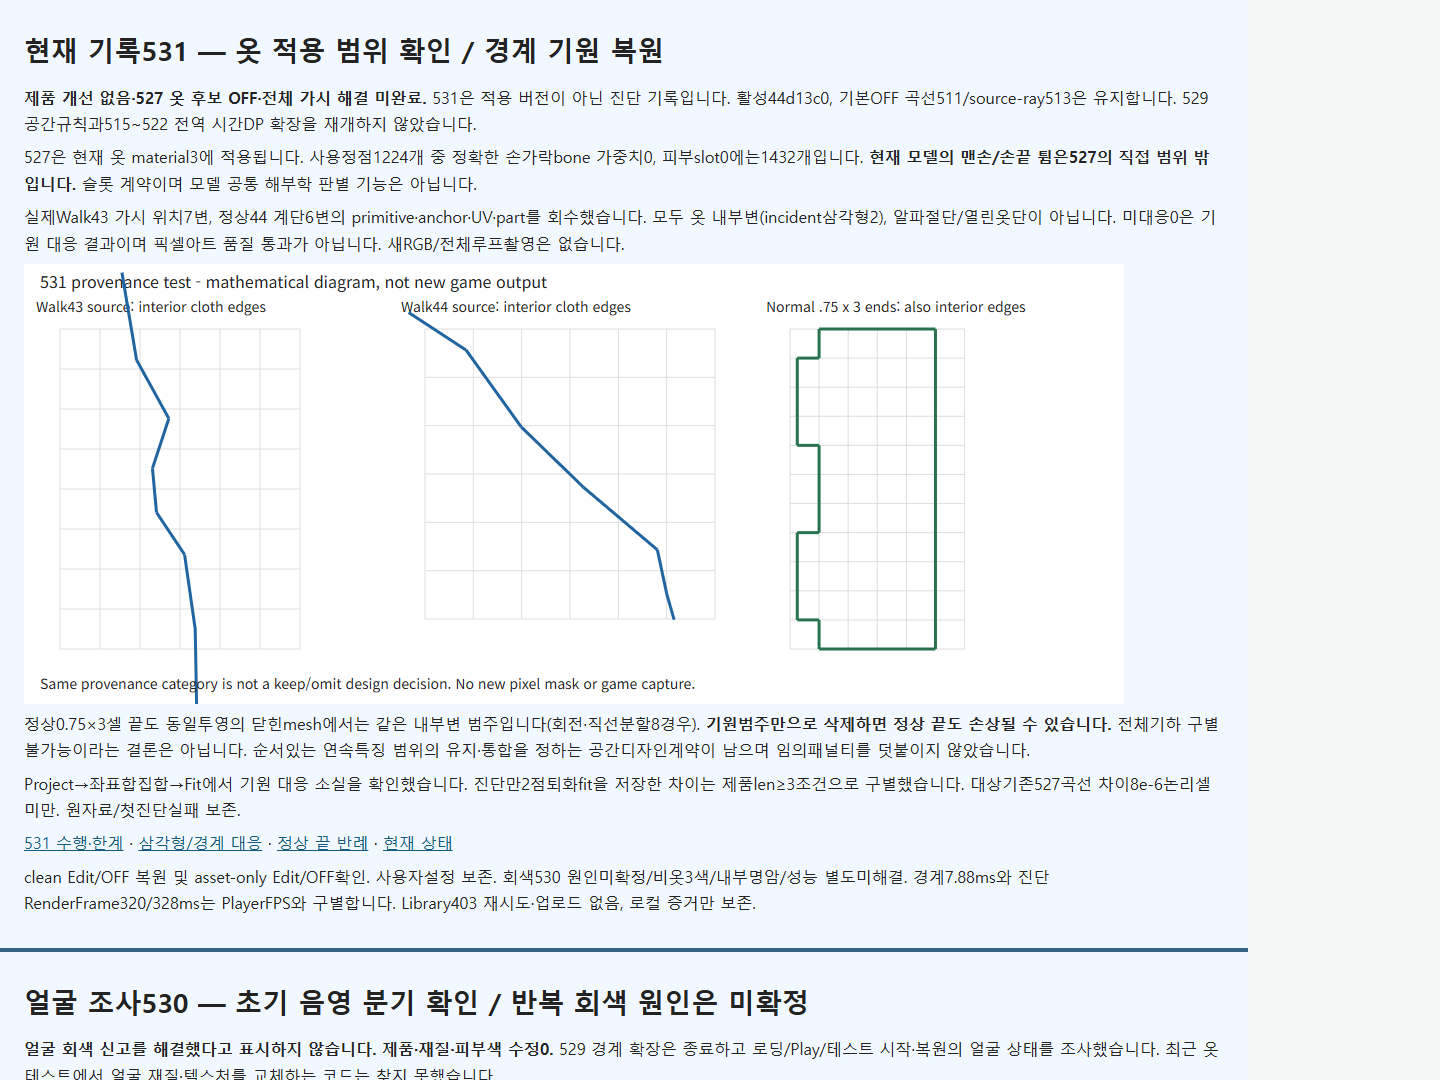 현재 기록531 — 옷 적용 범위 확인 / 경계 기원 복원
제품 개선 없음·527 옷 후보 OFF·전체 가시 해결 미완료. 531은 적용 버전이 아닌 진단 기록입니다. 활성44d13c0, 기본OFF 곡선511/source-ray513은 유지합니다. 529
공간규칙과515~522 전역 시간DP 확장을 재개하지 않았습니다.
527은 현재 옷 material3에 적용됩니다. 사용정점1224개 중 정확한 손가락bone 가중치0, 피부slot0에는1432개입니다. 현재 모델의 맨손/손끝 튐은527의 직접 범위 밖
입니다. 슬롯 계약이며 모델 공통 해부학 판별 기능은 아닙니다.
실제Walk43 가시 위치7변, 정상44 계단6변의 primitive·anchor·UV·part를 회수했습니다. 모두 옷 내부변(incident삼각형2), 알파절단/열린옷단이 아닙니다. 미대응0은 기
원 대응 결과이며 픽셀아트 품질 통과가 아닙니다. 새RGB/전체루프촬영은 없습니다.
531 provenance test - mathematical diagram, not new game output
Walk43 source: interior cloth edges
Walk44 source: interior cloth edges
Normal .75 x 3 ends: also interior edges
Same provenance category is not a keep/omit design decision. No new pixel mask or game capture.
정상0.75×3셀 끝도 동일투영의 닫힌mesh에서는 같은 내부변 범주입니다(회전·직선분할8경우). 기원범주만으로 삭제하면 정상 끝도 손상될 수 있습니다. 전체기하 구별
불가능이라는 결론은 아닙니다. 순서있는 연속특징 범위의 유지·통합을 정하는 공간디자인계약이 남으며 임의패널티를 덧붙이지 않았습니다.
Project→좌표합집합→Fit에서 기원 대응 소실을 확인했습니다. 진단만2점퇴화fit을 저장한 차이는 제품len≥3조건으로 구별했습니다. 대상기존527곡선 차이8e-6논리셀
미만. 원자료/첫진단실패 보존.
531 수행·한계 · 삼각형/경계 대응 · 정상 끝 반례 · 현재 상태
clean Edit/OFF 복원 및 asset-only Edit/OFF확인. 사용자설정 보존. 회색530 원인미확정/비옷3색/내부명암/성능 별도미해결. 경계7.88ms와 진단
RenderFrame320/328ms는 PlayerFPS와 구별합니다. Library403 재시도·업로드 없음, 로컬 증거만 보존.
얼굴 조사530 — 초기 음영 분기 확인 / 반복 회색 원인은 미확정
얼굴 회색 신고를 해결했다고 표시하지 않습니다. 제품·재질·피부색 수정0. 529 경계 확장은 종료하고 로딩/Play/테스트 시작·복원의 얼굴 상태를 조사했습니다. 최근 옷
테스트에서 얼굴 재질·텍스처를 교체하는 코드는 찾지 못했습니다